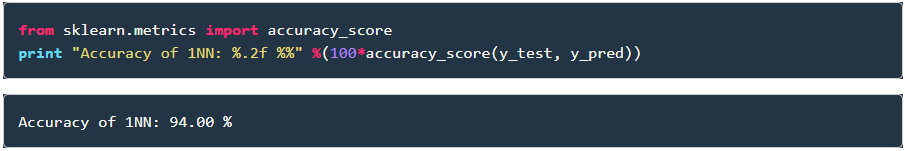 from sklearn.metrics import accuracy_score
print "Accuracy of 1NN: %.2f %%" %(100*accuracy_score(y_test, y_pred))
Accuracy of 1NN: 94.00 %